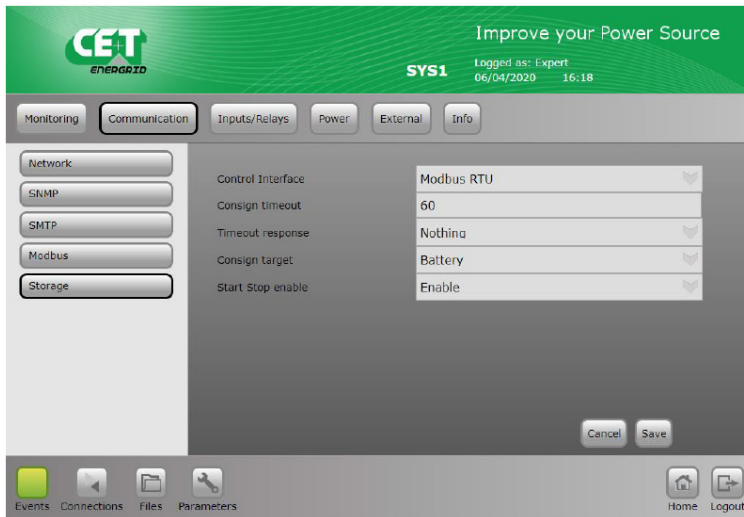 CE+T
ENERGRID
Improve your Power Source
SYS1
Logged as: Expert
06/04/2020 16:18
Monitoring Communication Inputs/Relays Power External Info
Network
SNMP
SMTP
Modbus
Storage
Control Interface Modbus RTU
Consign timeout 60
Timeout response Nothing
Consign target Battery
Start Stop enable Enable
Cancel Save
Events Connections Files Parameters Home Logout